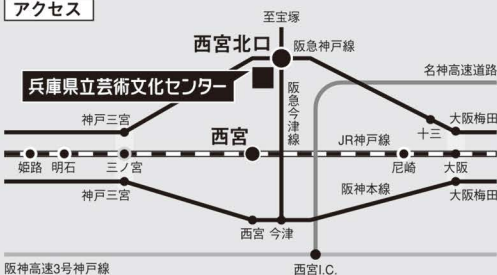 アクセス
至宝塚
西宮北口
阪急神戸線
兵庫県立芸術文化センター
名神高速道路
阪急今津線
神戸三宮
西宮
JR神戸線
十三
大阪梅田
姫路
明石
三ノ宮
尼崎
大阪
神戸三宮
阪神本線
大阪梅田
西宮
今津
阪神高速3号神戸線
西宮I.C.